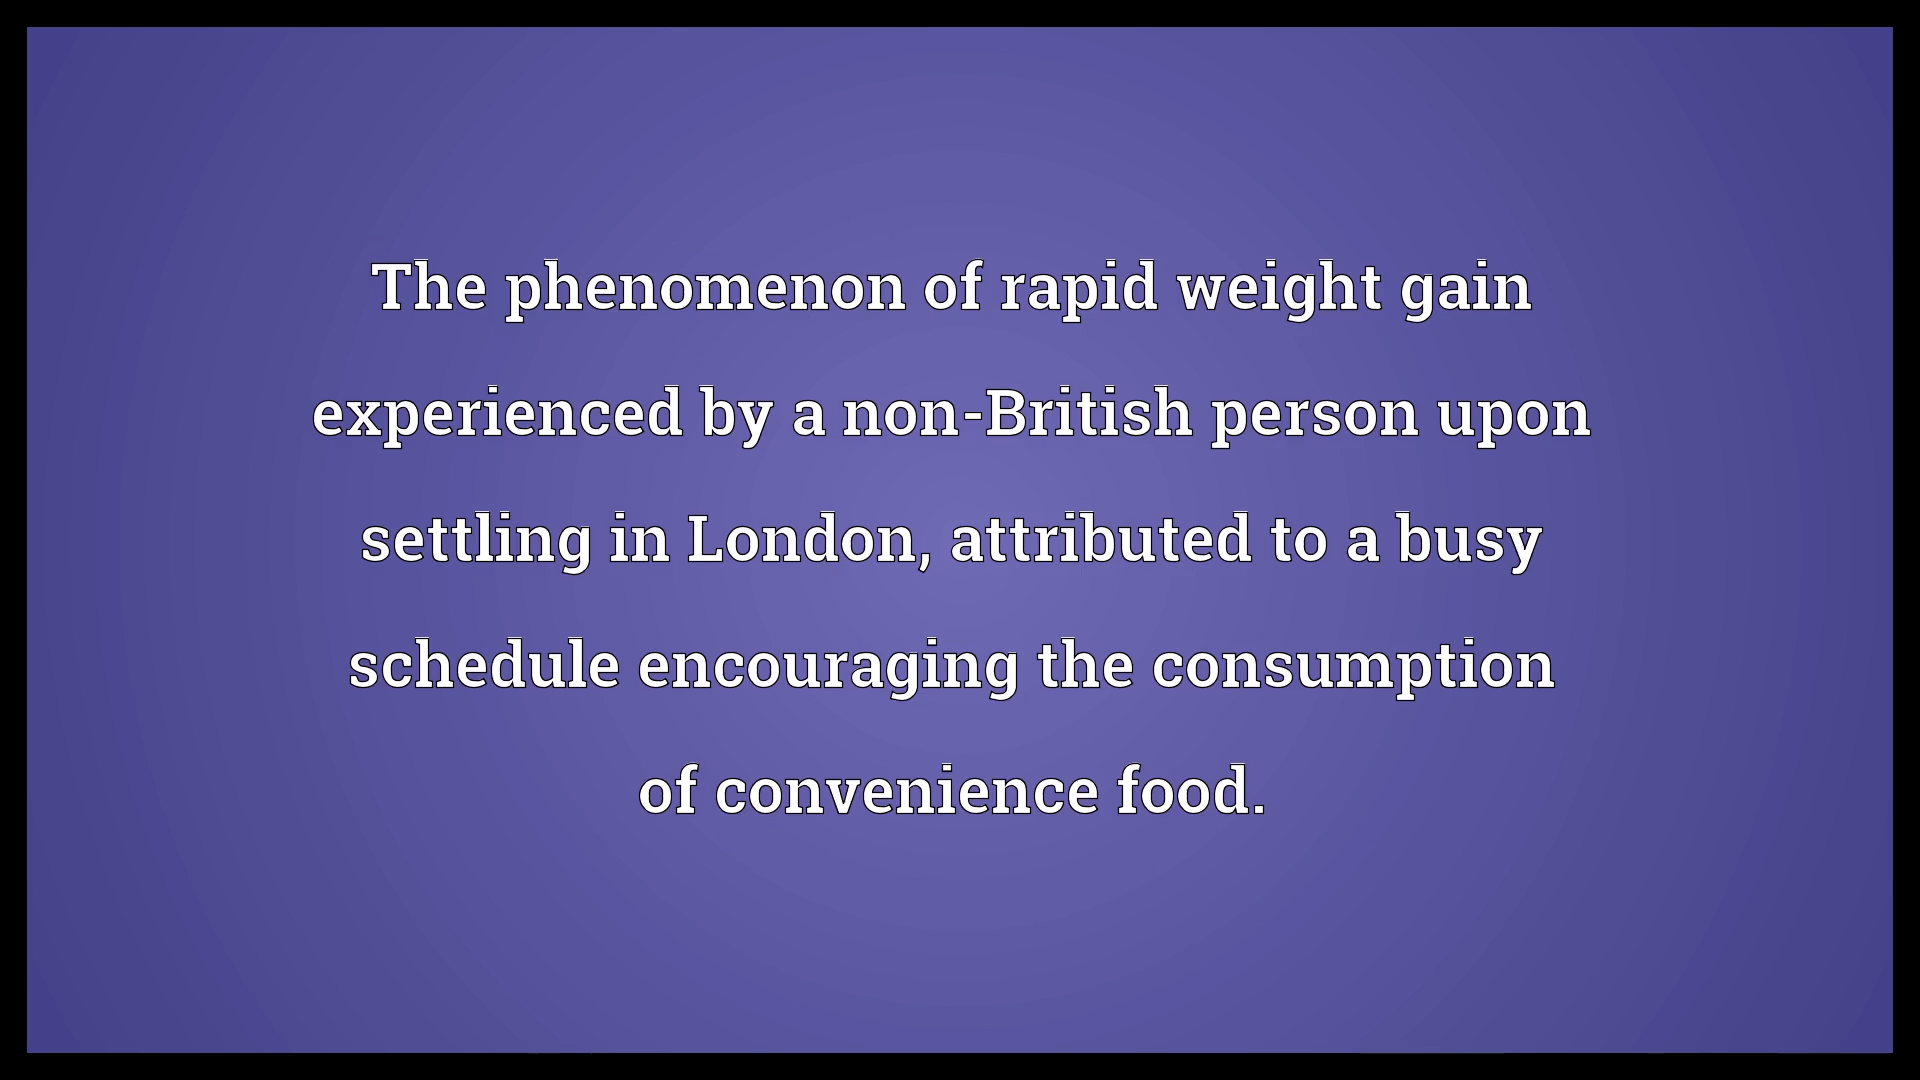 The phenomenon of rapid weight gain
experienced by a non-British person upon
settling in London, attributed to a busy
schedule encouraging the consumption
of convenience food.